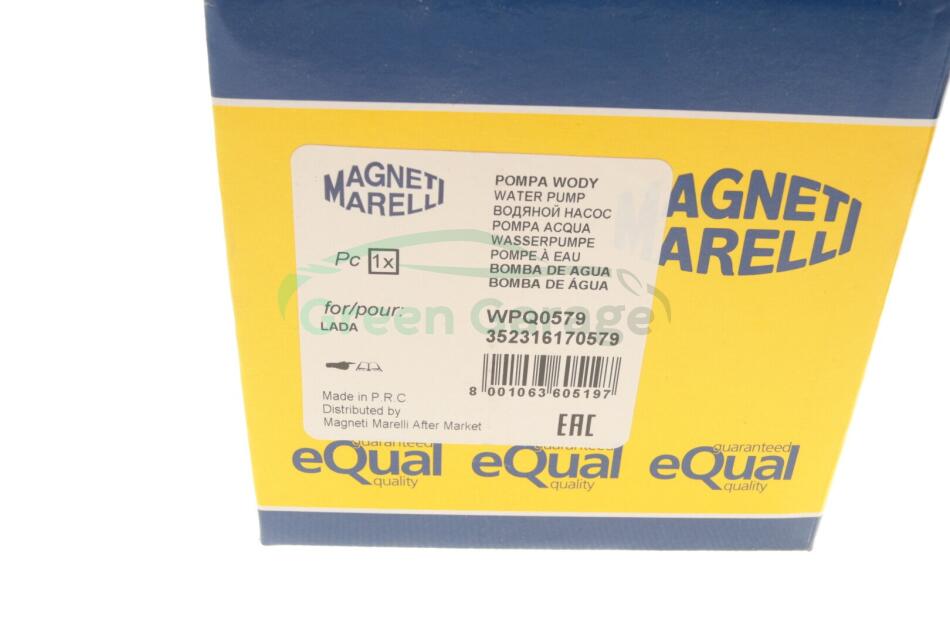 MAGNETI
MARELLI
POMPA WODY
WATER PUMP
ВОДЯНОЙ НАСОС
POMPA ACQUA
WASSERPUMPE
POMPE À EAU
BOMBA DE AGUA
BOMBA DE ÁGUA
Pc 1x
for/pour:
LADA
WPQ0579
352316170579
8 001063 605197
Made in P.R.C
Distributed by
Magneti Marelli After Market
EAC
MAGNETI
MARELLI
Green Garage
guaranteed
eQual
quality
guaranteed
eQual
quality
guaranteed
eQual
quality